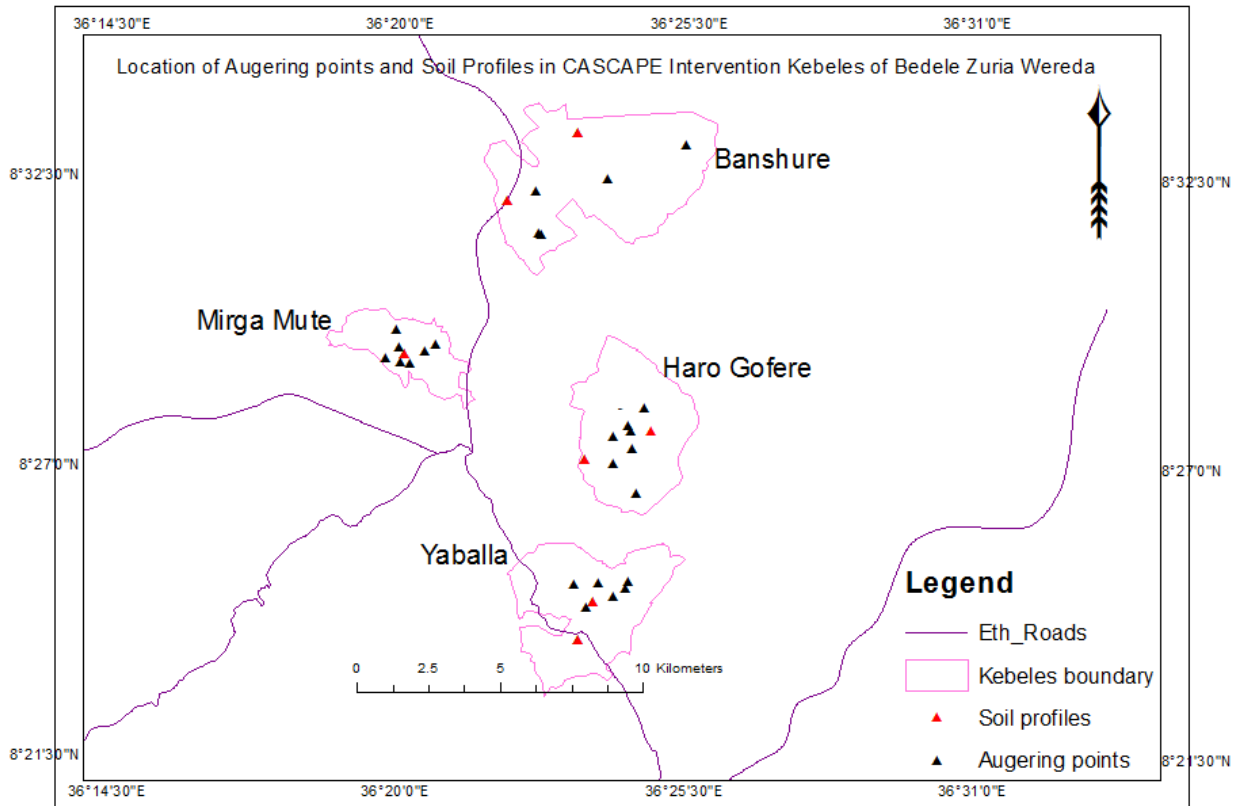 36°14'30"E 36°20'0"E 36°25'30"E 36°31'0"E
Location of Augering points and Soil Profiles in CASCAPE Intervention Kebeles of Bedele Zuria Wereda
Banshure
8°32'30"N 8°32'30"N
Mirga Mute
Haro Gofere
8°27'0"N 8°27'0"N
Yaballa
Legend
Eth_Roads
0 2.5 5 10 Kilometers
Kebeles boundary
Soil profiles
8°21'30"N 8°21'30"N
Augering points
36°14'30"E 36°20'0"E 36°25'30"E 36°31'0"E